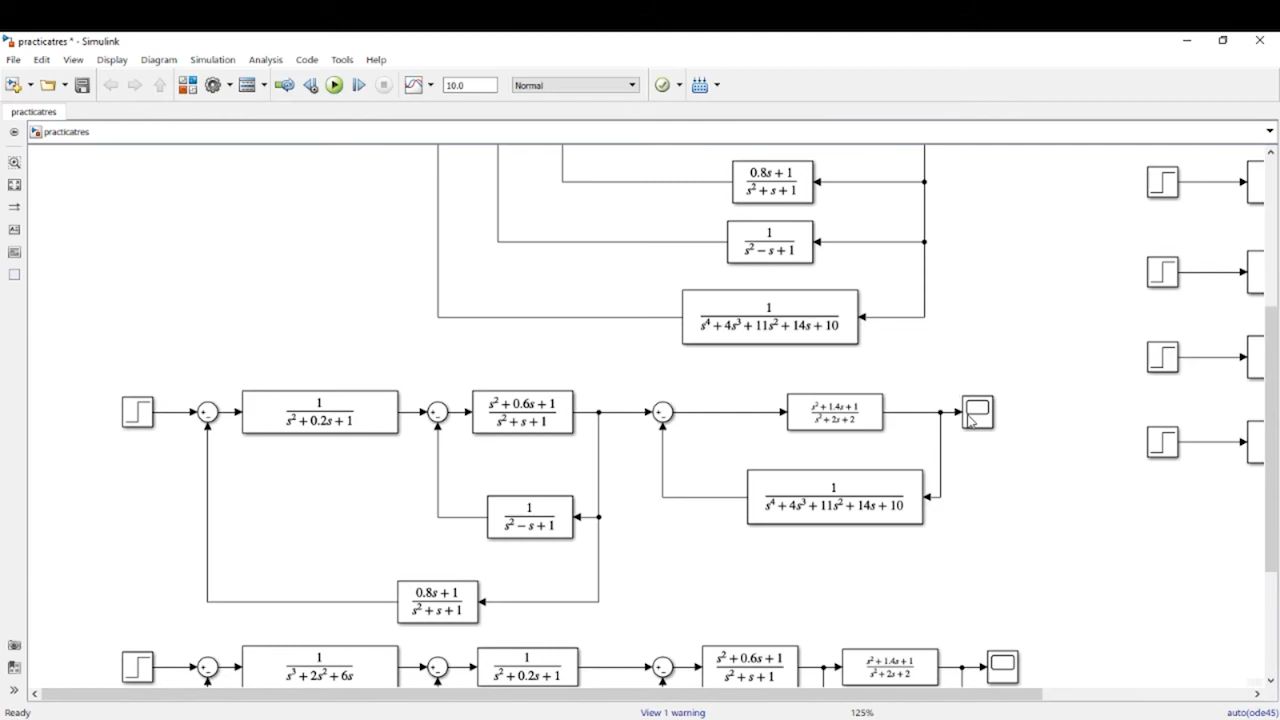 practicatres * - Simulink
File Edit View Display Diagram Simulation Analysis Code Tools Help
10.0 Normal
practicatres
practicatres
0.8s + 1
s² + s + 1
1
s² − s + 1
1
s⁴ + 4s³ + 11s² + 14s + 10
1
s² + 0.2s + 1
s² + 0.6s + 1
s² + s + 1
s² + 1.4s + 1
s² + 2s + 2
1
s⁴ + 4s³ + 11s² + 14s + 10
1
s² − s + 1
0.8s + 1
s² + s + 1
1
s³ + 2s² + 6s
1
s² + 0.2s + 1
s² + 0.6s + 1
s² + s + 1
s² + 1.4s + 1
s² + 2s + 2
Ready View 1 warning 125% auto(ode45)